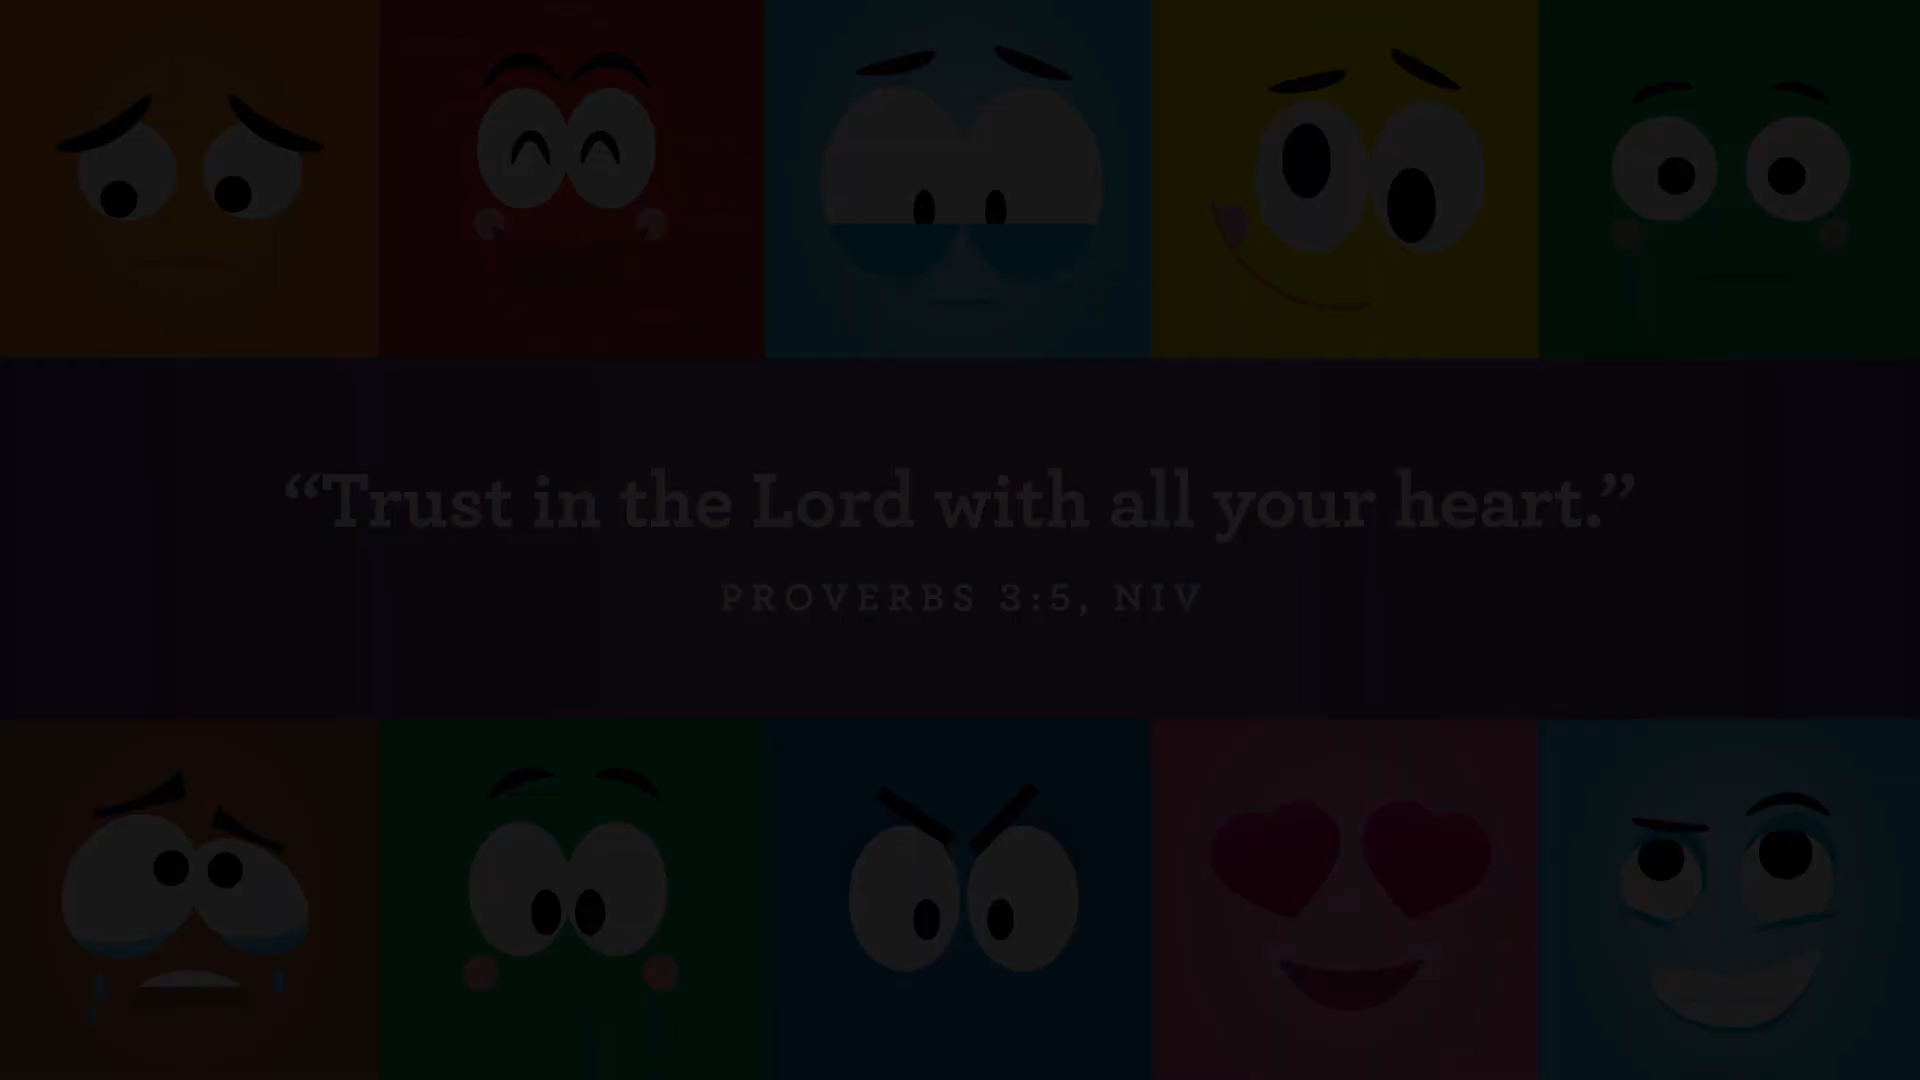 “Trust in the Lord with all your heart.”
PROVERBS 3:5, NIV